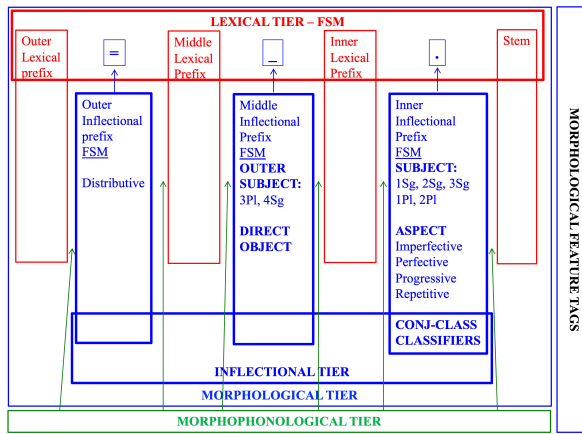 LEXICAL TIER – FSM
Outer
Lexical
prefix
=
Middle
Lexical
Prefix
_
Inner
Lexical
Prefix
.
Stem
Outer
Inflectional
prefix
FSM
Distributive
Middle
Inflectional
Prefix
FSM
OUTER
SUBJECT:
3Pl, 4Sg
DIRECT
OBJECT
Inner
Inflectional
Prefix
FSM
SUBJECT:
1Sg, 2Sg, 3Sg
1Pl, 2Pl
ASPECT
Imperfective
Perfective
Progressive
Repetitive
CONJ-CLASS
CLASSIFIERS
INFLECTIONAL TIER
MORPHOLOGICAL TIER
MORPHOPHONOLOGICAL TIER
MORPHOLOGICAL FEATURE TAGS